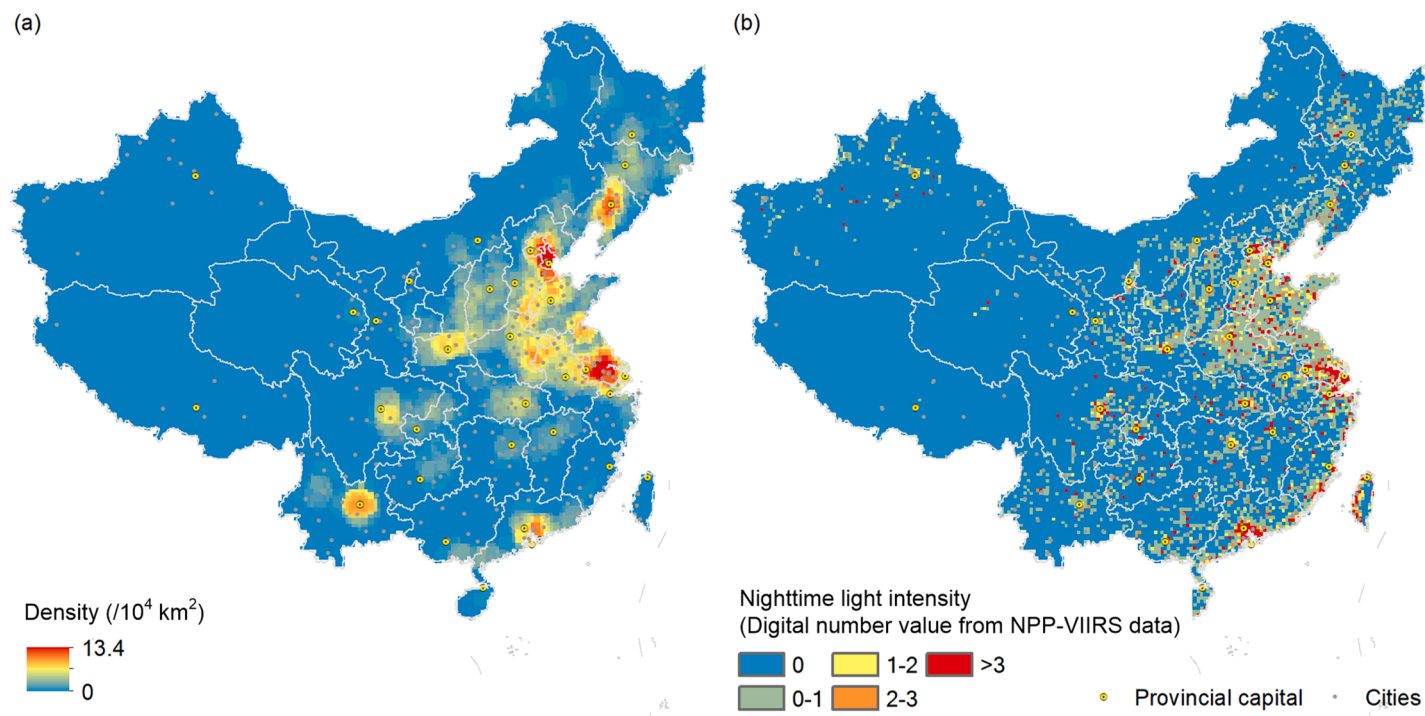 (a)
(b)
Density (/10⁴ km²)
13.4
0
Nighttime light intensity
(Digital number value from NPP-VIIRS data)
0 1-2 >3
0-1 2-3
Provincial capital Cities